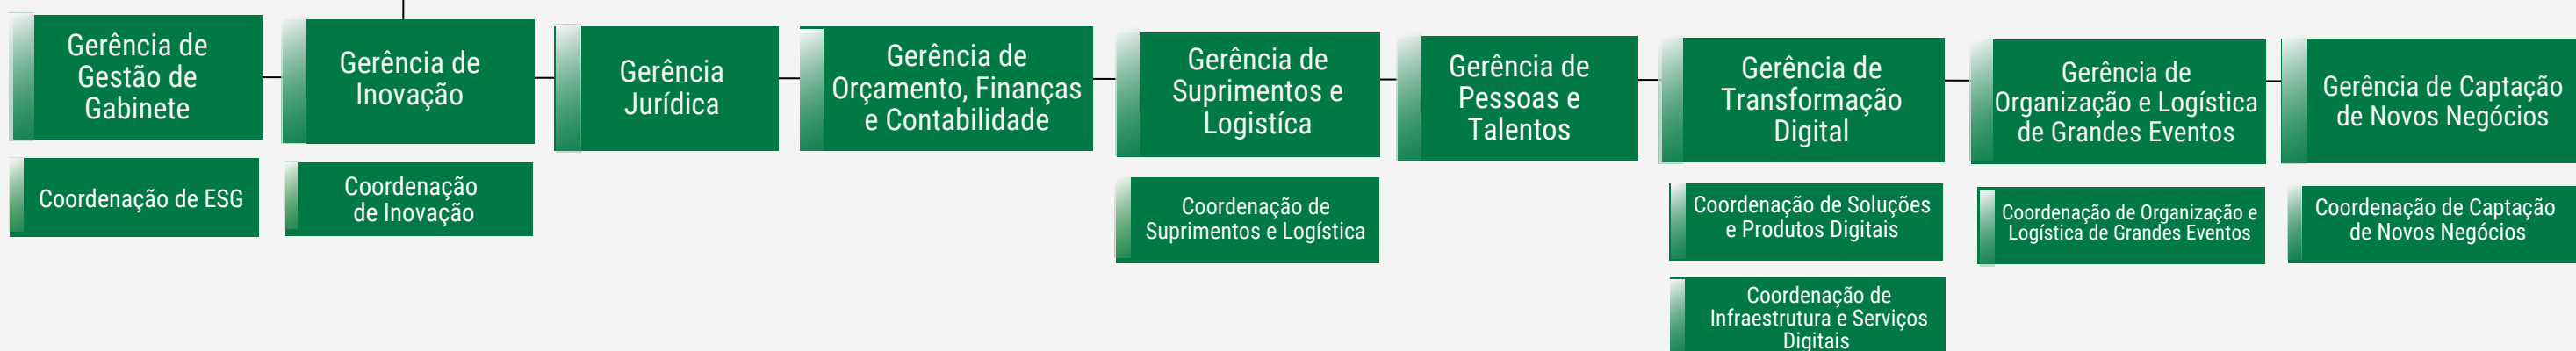 Gerência de
Gestão de
Gabinete
Gerência de
Inovação
Gerência
Jurídica
Gerência de
Orçamento, Finanças
e Contabilidade
Gerência de
Suprimentos e
Logistíca
Gerência de
Pessoas e
Talentos
Gerência de
Transformação
Digital
Gerência de
Organização e Logística
de Grandes Eventos
Gerência de Captação
de Novos Negócios
Coordenação de ESG
Coordenação
de Inovação
Coordenação de
Suprimentos e Logística
Coordenação de Soluções
e Produtos Digitais
Coordenação de Organização e
Logística de Grandes Eventos
Coordenação de Captação
de Novos Negócios
Coordenação de
Infraestrutura e Serviços
Digitais